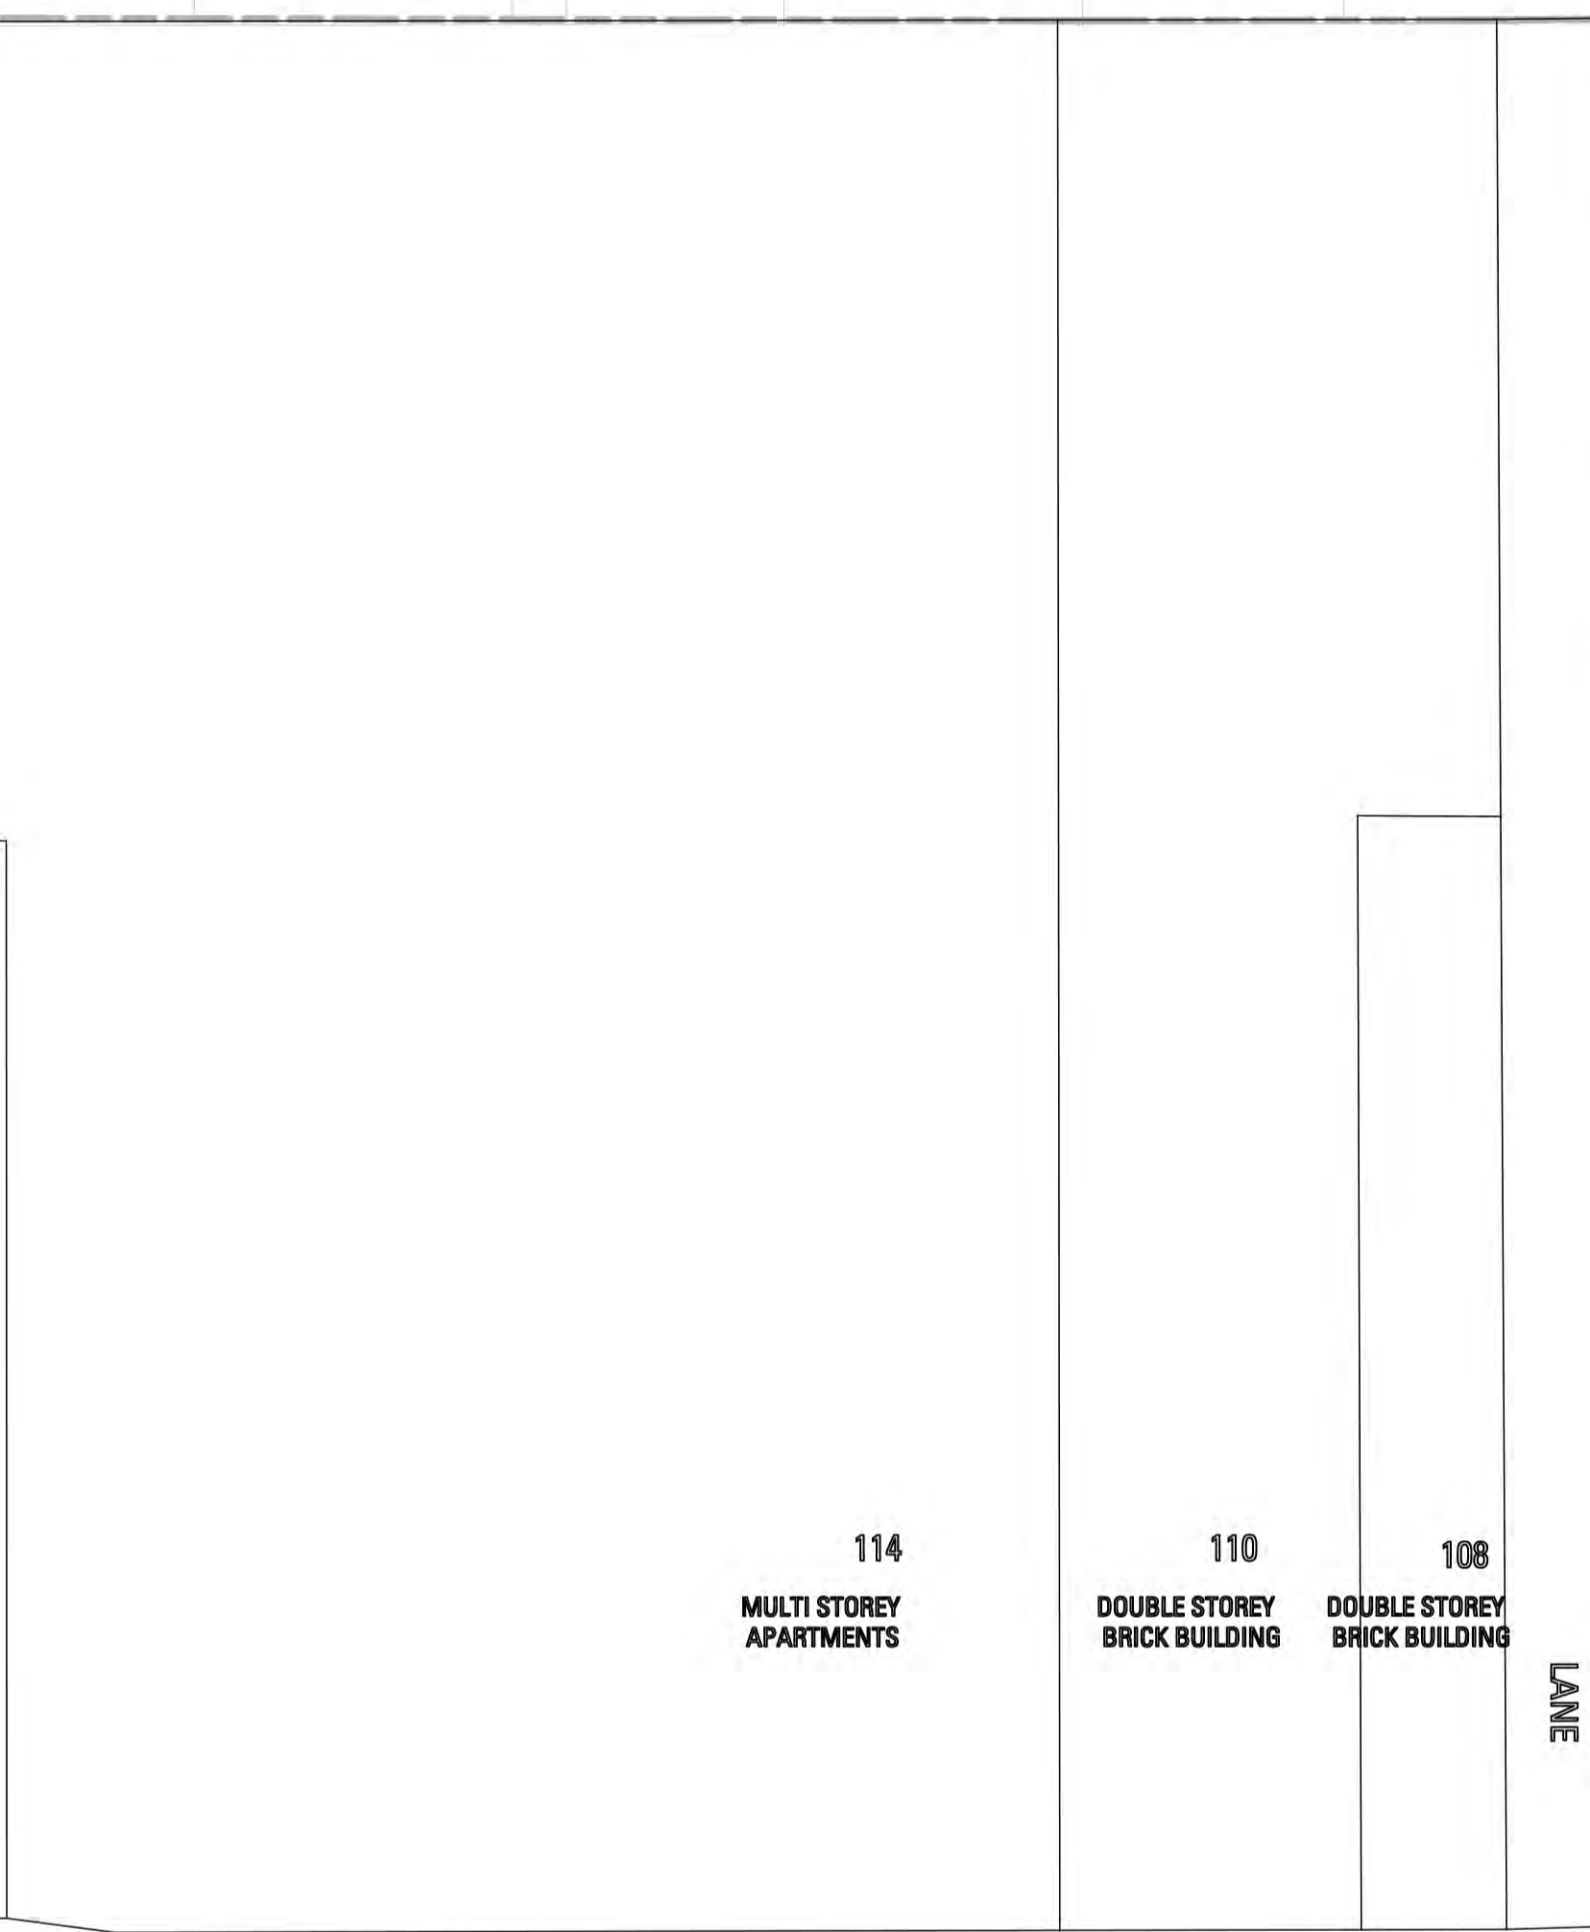 114
MULTI STOREY
APARTMENTS
110
DOUBLE STOREY
BRICK BUILDING
108
DOUBLE STOREY
BRICK BUILDING
LANE